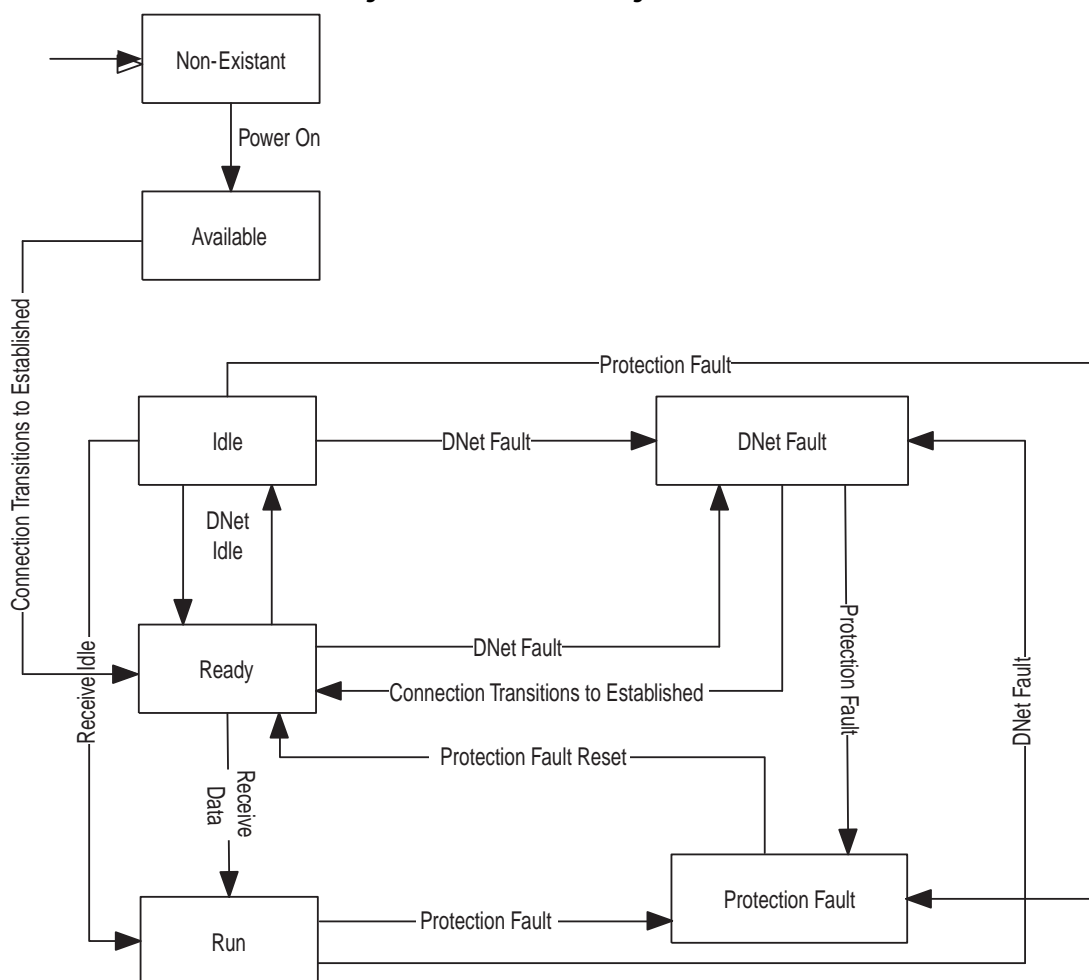 Non-Existant
Power On
Available
Connection Transitions to Established
Protection Fault
Idle
DNet Fault
DNet Fault
DNet
Idle
Ready
DNet Fault
Connection Transitions to Established
Receive Idle
Protection Fault
DNet Fault
Protection Fault Reset
Receive
Data
Run
Protection Fault
Protection Fault